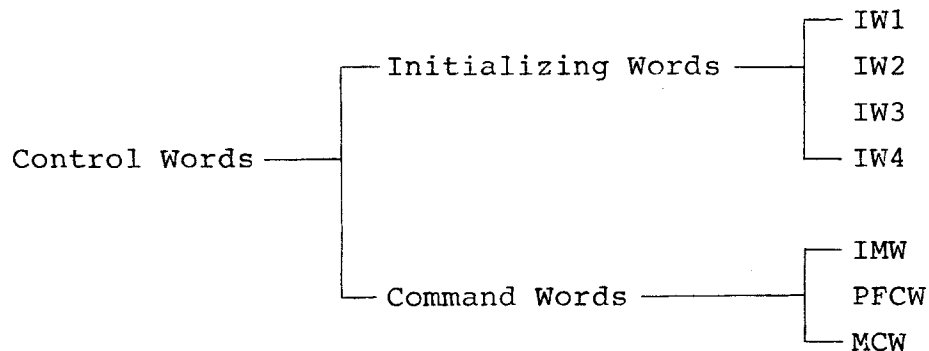 IW1
Initializing Words
IW2
IW3
Control Words
IW4
IMW
Command Words
PFCW
MCW